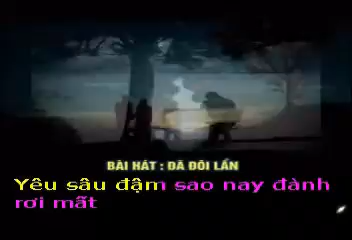 BÀI HÁT : ĐÃ ĐÔI LẦN
Yêu sâu đậm sao nay đành
rơi mất